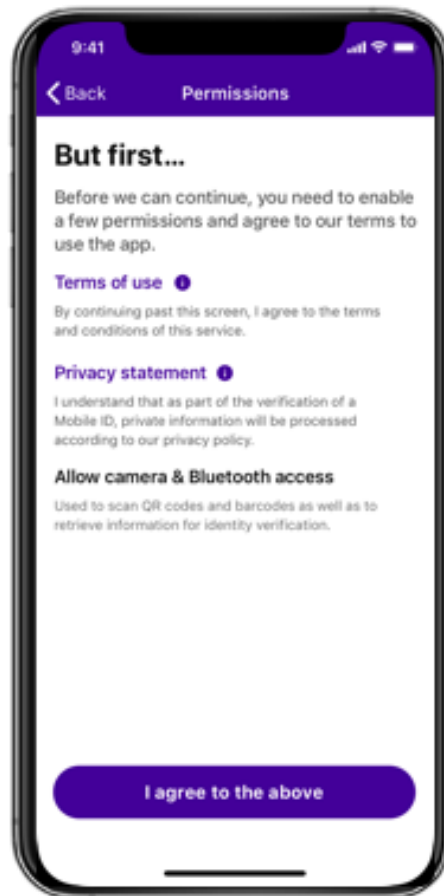 9:41
Back
Permissions
But first...
Before we can continue, you need to enable
a few permissions and agree to our terms to
use the app.
Terms of use
By continuing past this screen, I agree to the terms
and conditions of this service.
Privacy statement
I understand that as part of the verification of a
Mobile ID, private information will be processed
according to our privacy policy.
Allow camera & Bluetooth access
Used to scan QR codes and barcodes as well as to
retrieve information for identity verification.
I agree to the above